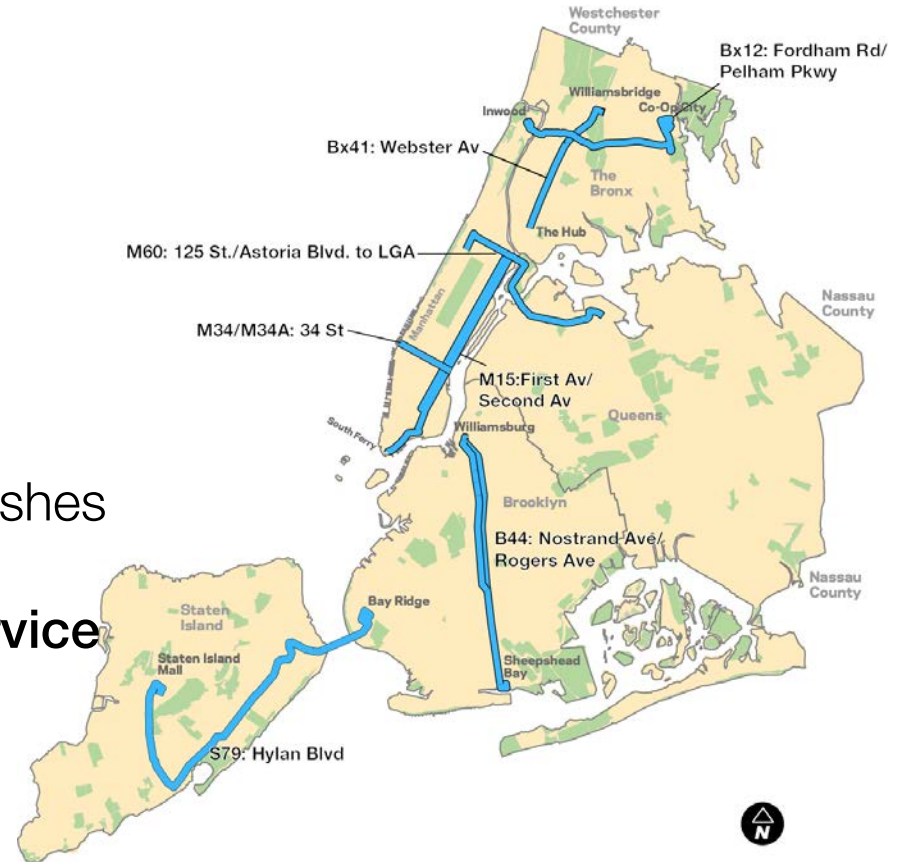 Westchester
County
Bx12: Fordham Rd/
Pelham Pkwy
Williamsbridge
Co-Op City
Inwood
Bx41: Webster Av
The
Bronx
The Hub
M60: 125 St./Astoria Blvd. to LGA
Nassau
County
Manhattan
M34/M34A: 34 St
M15:First Av/
Second Av
Queens
South Ferry
Williamsburg
shes
Brooklyn
B44: Nostrand Ave/
Rogers Ave
Nassau
County
Bay Ridge
Staten
Island
vice
Staten Island
Mall
Sheepshead
Bay
S79: Hylan Blvd
N